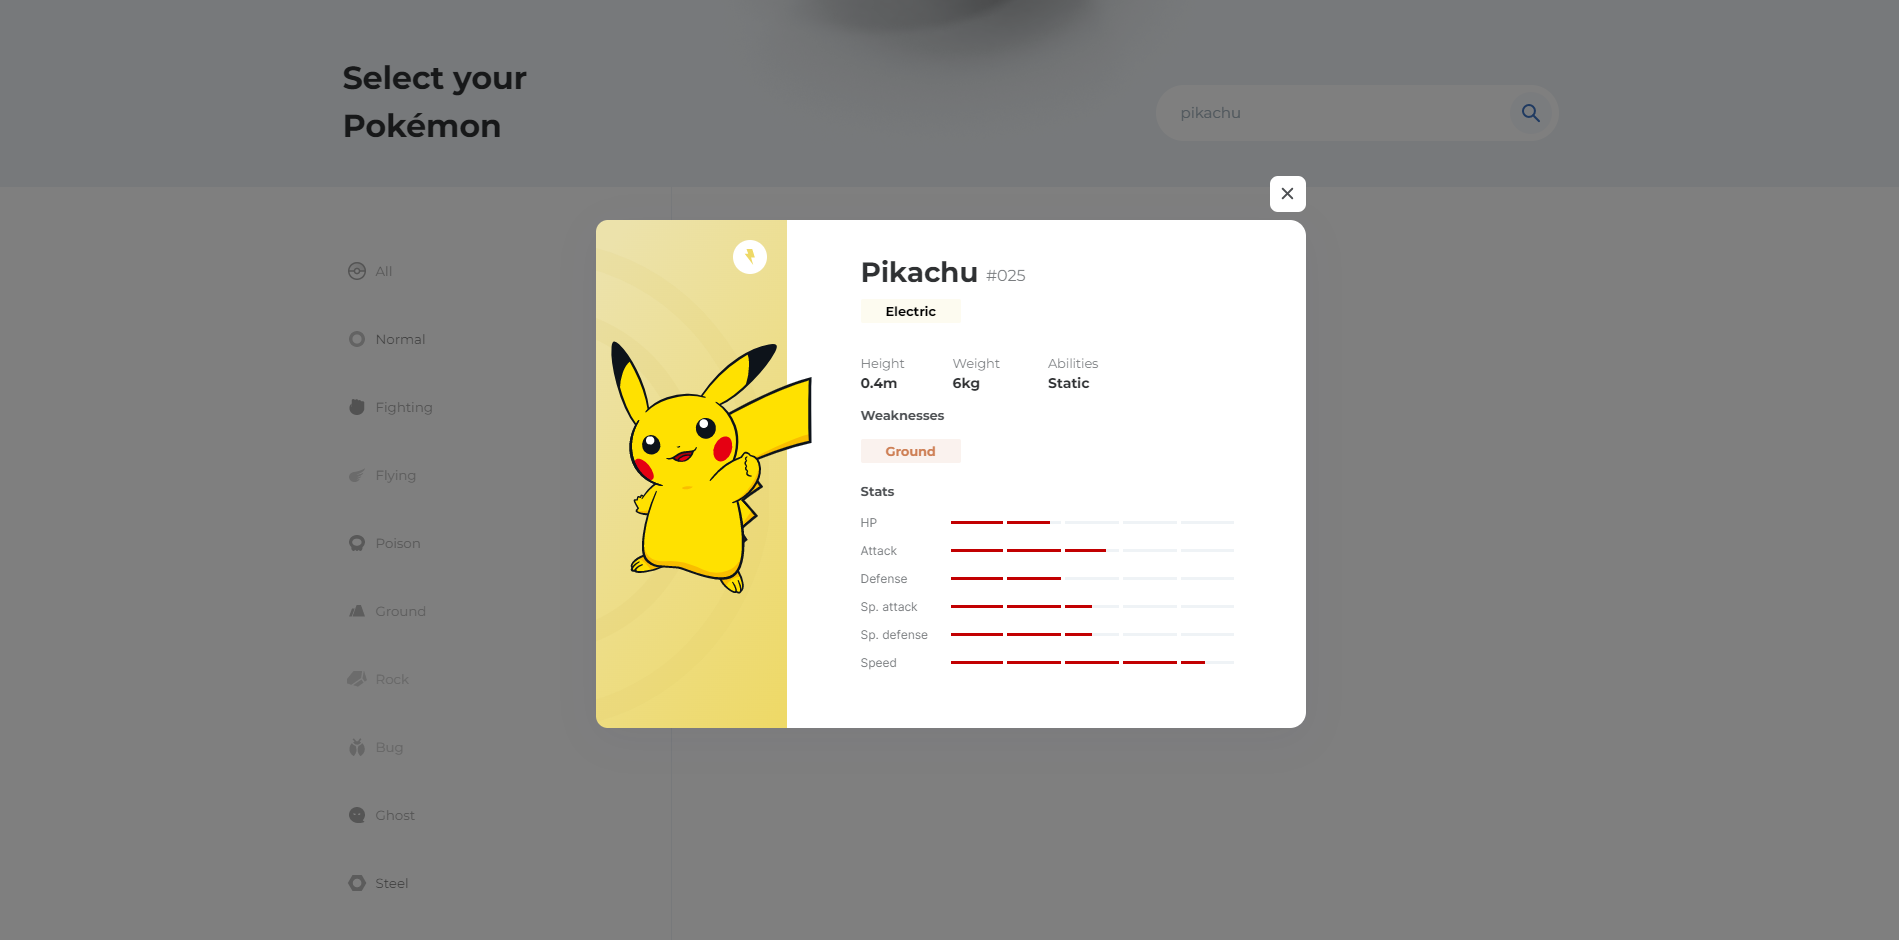 Select your
Pokémon
pikachu
All
Normal
Fighting
Flying
Poison
Ground
Rock
Bug
Ghost
Steel
Pikachu #025
Electric
Height Weight Abilities
0.4m 6kg Static
Weaknesses
Ground
Stats
HP
Attack
Defense
Sp. attack
Sp. defense
Speed